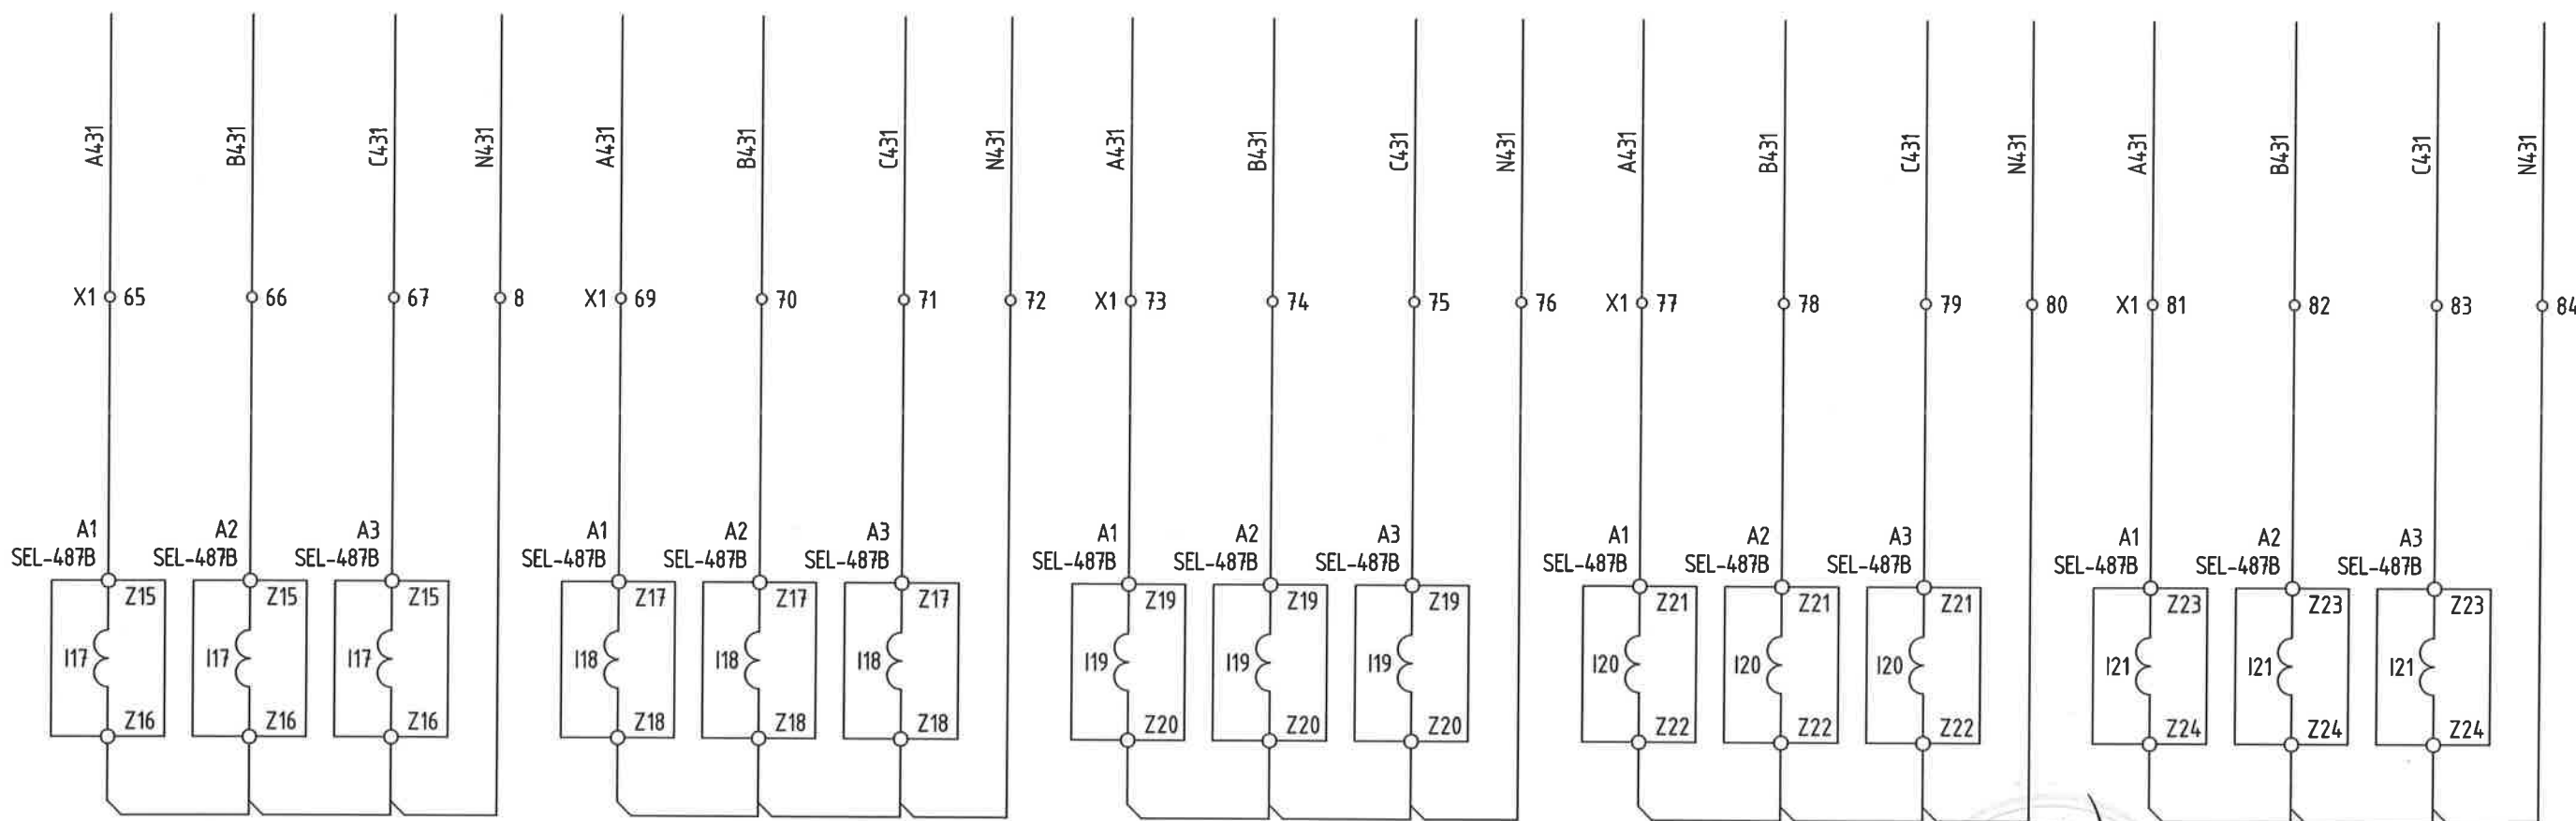 A431 B431 C431 N431 A431 B431 C431 N431 A431 B431 C431 N431 A431 B431 C431 N431 A431 B431 C431 N431
X1 65 66 67 8 X1 69 70 71 72 X1 73 74 75 76 X1 77 78 79 80 X1 81 82 83 84
A1 A2 A3 A1 A2 A3 A1 A2 A3 A1 A2 A3 A1 A2 A3
SEL-487B SEL-487B SEL-487B SEL-487B SEL-487B SEL-487B SEL-487B SEL-487B SEL-487B SEL-487B SEL-487B SEL-487B SEL-487B SEL-487B SEL-487B
Z15 Z15 Z15 Z17 Z17 Z17 Z19 Z19 Z19 Z21 Z21 Z21 Z23 Z23 Z23
I17 I17 I17 I18 I18 I18 I19 I19 I19 I20 I20 I20 I21 I21 I21
Z16 Z16 Z16 Z18 Z18 Z18 Z20 Z20 Z20 Z22 Z22 Z22 Z24 Z24 Z24